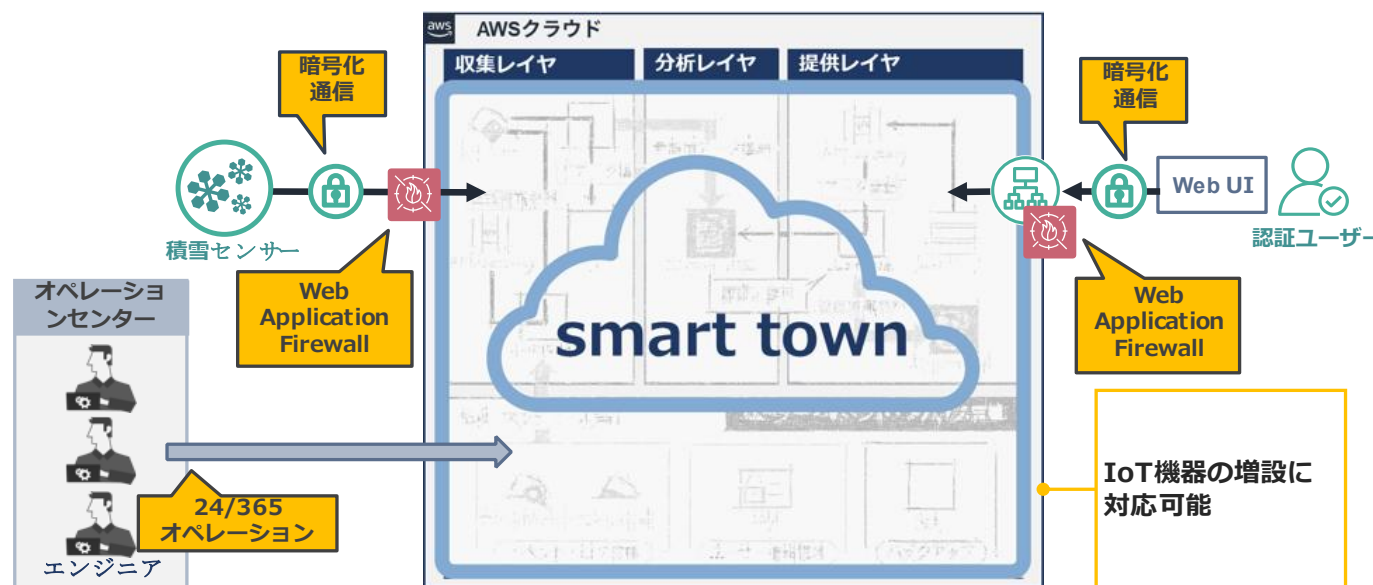 aws
AWSクラウド
収集レイヤ
分析レイヤ
提供レイヤ
暗号化
通信
暗号化
通信
積雪センサー
Web UI
認証ユーザー
Web
Application
Firewall
Web
Application
Firewall
smart town
オペレーショ
ンセンター
24/365
オペレーション
エンジニア
IoT機器の増設に
対応可能